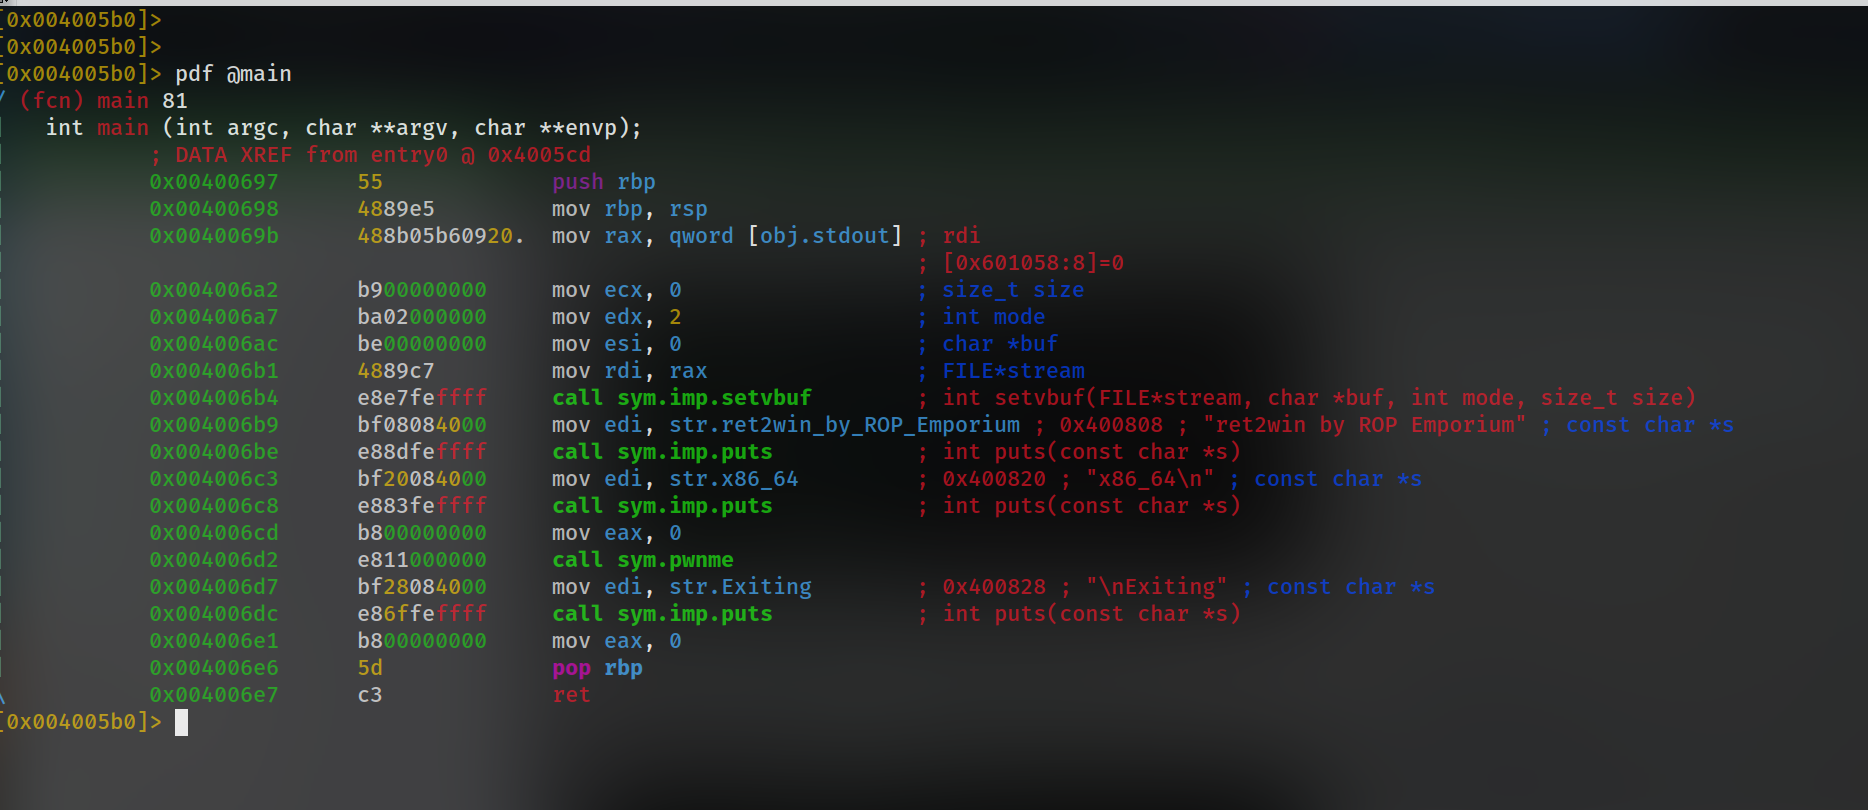 [0x004005b0]>
[0x004005b0]>
[0x004005b0]> pdf @main
/ (fcn) main 81
|   int main (int argc, char **argv, char **envp);
|           ; DATA XREF from entry0 @ 0x4005cd
|           0x00400697      55             push rbp
|           0x00400698      4889e5         mov rbp, rsp
|           0x0040069b      488b05b60920.  mov rax, qword [obj.stdout] ; rdi
|                                                                      ; [0x601058:8]=0
|           0x004006a2      b900000000     mov ecx, 0                  ; size_t size
|           0x004006a7      ba02000000     mov edx, 2                  ; int mode
|           0x004006ac      be00000000     mov esi, 0                  ; char *buf
|           0x004006b1      4889c7         mov rdi, rax                ; FILE*stream
|           0x004006b4      e8e7feffff     call sym.imp.setvbuf        ; int setvbuf(FILE*stream, char *buf, int mode, size_t size)
|           0x004006b9      bf08084000     mov edi, str.ret2win_by_ROP_Emporium ; 0x400808 ; "ret2win by ROP Emporium" ; const char *s
|           0x004006be      e88dfeffff     call sym.imp.puts           ; int puts(const char *s)
|           0x004006c3      bf20084000     mov edi, str.x86_64         ; 0x400820 ; "x86_64\n" ; const char *s
|           0x004006c8      e883feffff     call sym.imp.puts           ; int puts(const char *s)
|           0x004006cd      b800000000     mov eax, 0
|           0x004006d2      e811000000     call sym.pwnme
|           0x004006d7      bf28084000     mov edi, str.Exiting        ; 0x400828 ; "\nExiting" ; const char *s
|           0x004006dc      e86ffeffff     call sym.imp.puts           ; int puts(const char *s)
|           0x004006e1      b800000000     mov eax, 0
|           0x004006e6      5d             pop rbp
\           0x004006e7      c3             ret
[0x004005b0]>